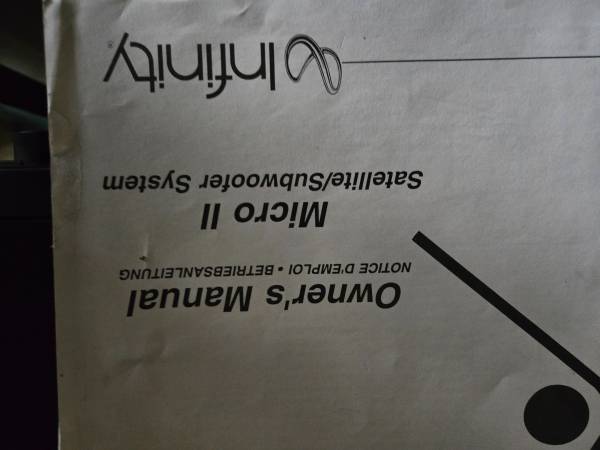 Owner's Manual
NOTICE D'EMPLOI • BETRIEBSANLEITUNG
Micro II
Satellite/Subwoofer System
Infinity®